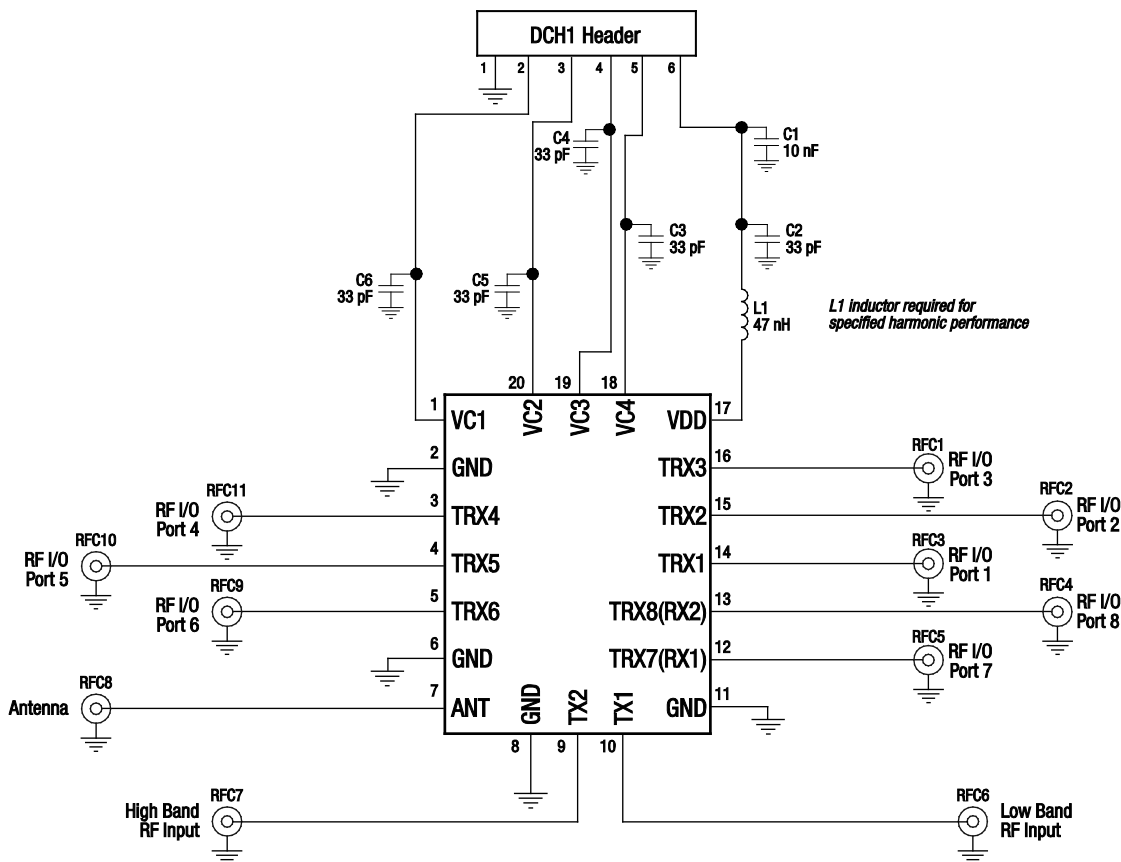 DCH1 Header
1 2 3 4 5 6
C4
33 pF
C1
10 nF
C3
33 pF
C2
33 pF
C6
33 pF
C5
33 pF
L1
47 nH
L1 inductor required for
specified harmonic performance
20 19 18
1 VC1
VC2
VC3
VC4
VDD 17
2 GND
TRX3 16
RFC1
RF I/O
Port 3
RFC11
RF I/O
Port 4
3 TRX4
TRX2 15
RFC2
RF I/O
Port 2
RFC10
RF I/O
Port 5
4 TRX5
TRX1 14
RFC3
RF I/O
Port 1
RFC9
RF I/O
Port 6
5 TRX6
TRX8(RX2) 13
RFC4
RF I/O
Port 8
6 GND
TRX7(RX1) 12
RFC5
RF I/O
Port 7
RFC8
Antenna
7 ANT
GND
TX2
TX1
GND 11
8 9 10
RFC7
High Band
RF Input
RFC6
Low Band
RF Input